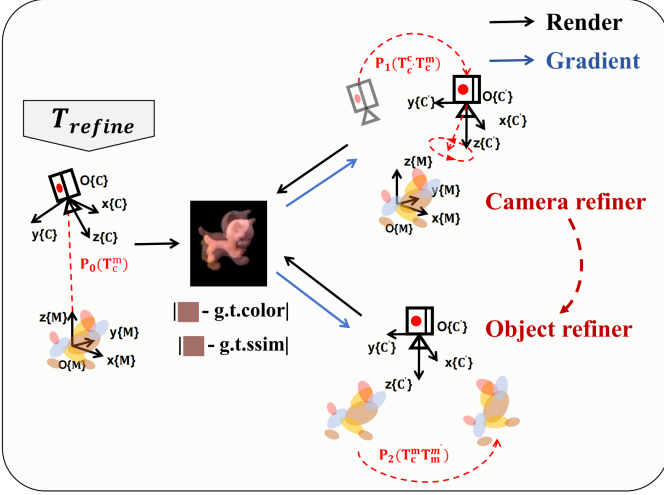 Render
Gradient
T_refine
P₁(T_c'^c T_c^m)
O{C'}
y{C'}
x{C'}
z{C'}
O{C}
x{C}
y{C}
z{C}
P₀(T_c^m)
z{M}
y{M}
x{M}
O{M}
Camera refiner
z{M}
y{M}
x{M}
O{M}
|- g.t.color|
|- g.t.ssim|
O{C'}
y{C'}
x{C'}
z{C'}
Object refiner
P₂(T_c^m T_m^m')